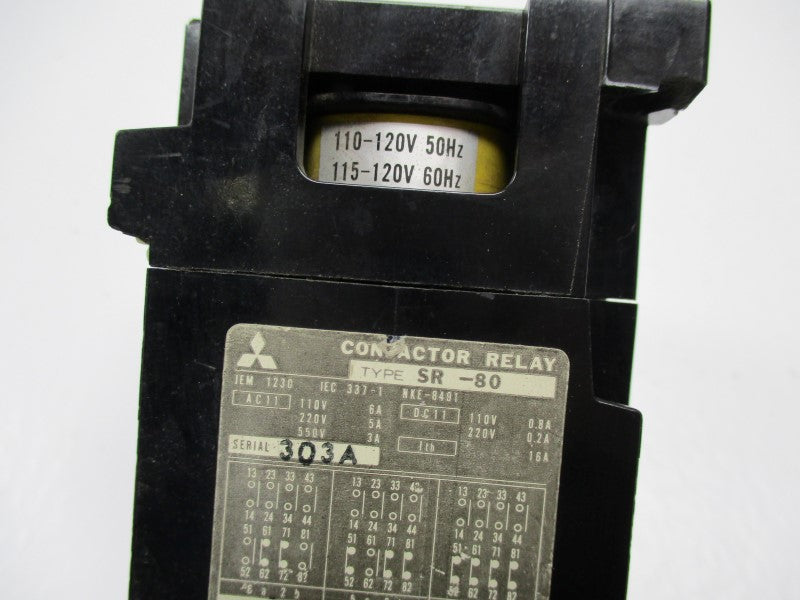 110-120V 50Hz
115-120V 60Hz
CONTACTOR RELAY
TYPE SR -80
JEM 1230 IEC 337-1 NKE-8401
AC11 110V 6A DC11 110V 0.8A
220V 5A 220V 0.2A
550V 3A Ith 16A
SERIAL 303A
13 23 33 43 13 23 33 43 13 23 33 43
14 24 34 44 14 24 34 44 14 24 34 44
51 61 71 81 51 61 71 81 51 61 71 81
52 62 72 82 52 62 72 82 52 62 72 82